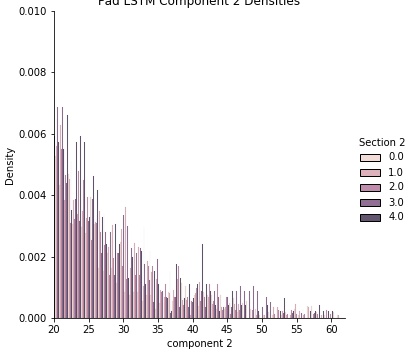 Pad LSTM Component 2 Densities
0.010
0.008
0.006
0.004
0.002
0.000
Density
20 25 30 35 40 45 50 55 60
component 2
Section 2
0.0
1.0
2.0
3.0
4.0